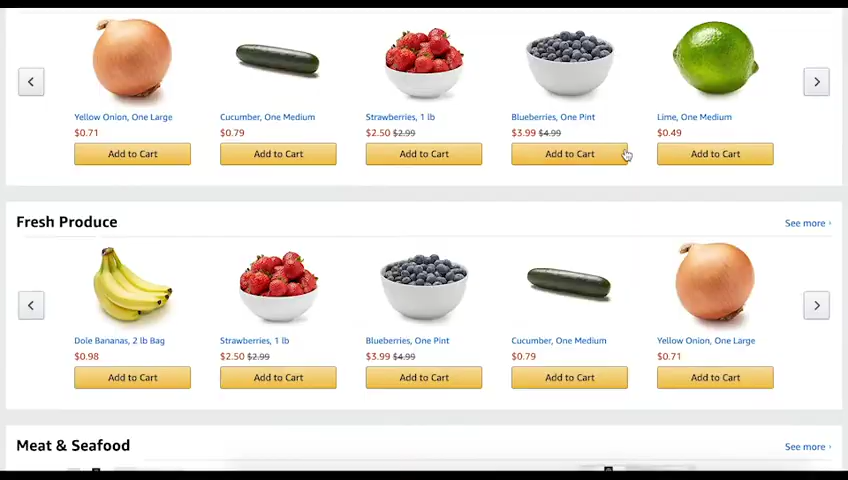 Yellow Onion, One Large
Cucumber, One Medium
Strawberries, 1 lb
Blueberries, One Pint
Lime, One Medium
$0.71
$0.79
$2.50 $2.99
$3.99 $4.99
$0.49
Add to Cart
Add to Cart
Add to Cart
Add to Cart
Add to Cart
Fresh Produce
See more ›
Dole Bananas, 2 lb Bag
Strawberries, 1 lb
Blueberries, One Pint
Cucumber, One Medium
Yellow Onion, One Large
$0.98
$2.50 $2.99
$3.99 $4.99
$0.79
$0.71
Add to Cart
Add to Cart
Add to Cart
Add to Cart
Add to Cart
Meat & Seafood
See more ›